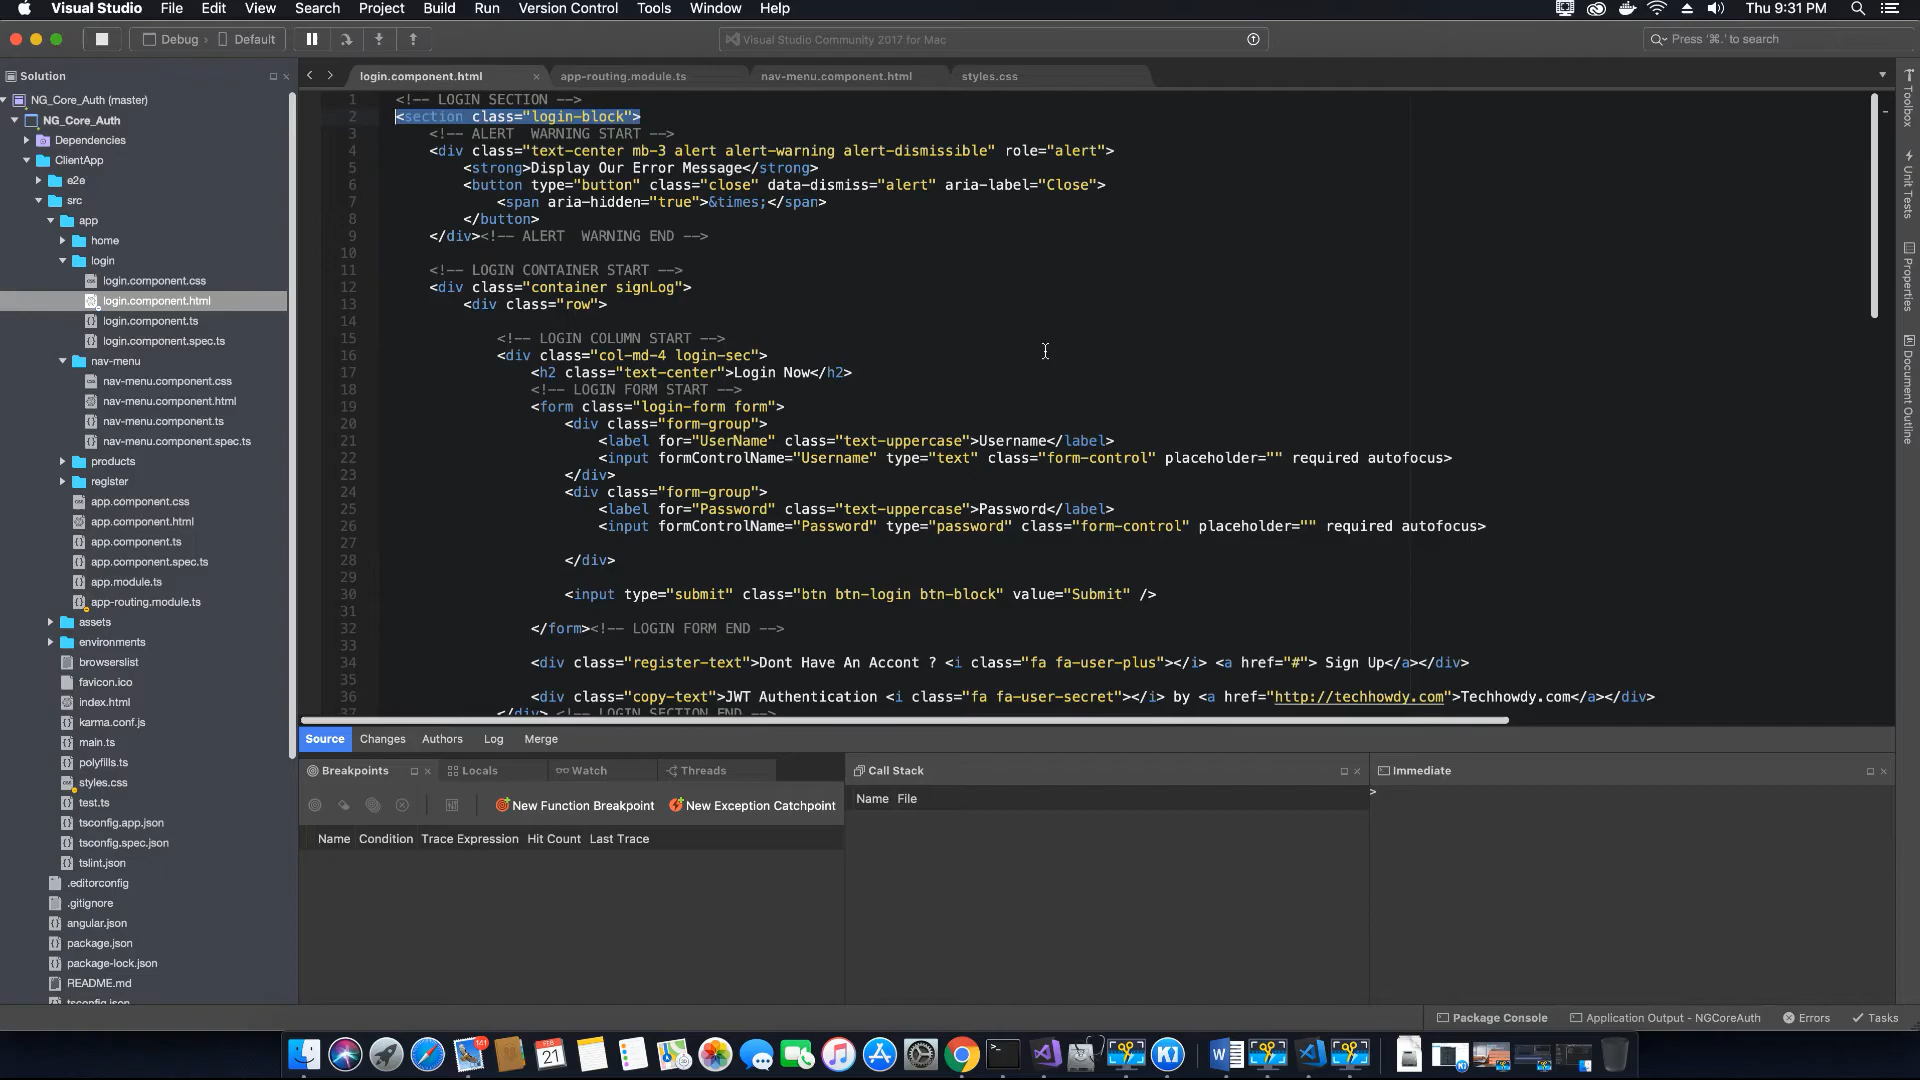 Visual Studio File Edit View Search Project Build Run Version Control Tools Window Help Thu 9:31 PM
Debug Default Visual Studio Community 2017 for Mac Press '⌘.' to search
Solution
NG_Core_Auth (master)
NG_Core_Auth
Dependencies
ClientApp
e2e
src
app
home
login
login.component.css
login.component.html
login.component.ts
login.component.spec.ts
nav-menu
nav-menu.component.css
nav-menu.component.html
nav-menu.component.ts
nav-menu.component.spec.ts
products
register
app.component.css
app.component.html
app.component.ts
app.component.spec.ts
app.module.ts
app-routing.module.ts
assets
environments
browserslist
favicon.ico
index.html
karma.conf.js
main.ts
polyfills.ts
styles.css
test.ts
tsconfig.app.json
tsconfig.spec.json
tslint.json
.editorconfig
.gitignore
angular.json
package.json
package-lock.json
README.md
tsconfig.json
login.component.html app-routing.module.ts nav-menu.component.html styles.css
1 <!-- LOGIN SECTION -->
2 <section class="login-block">
3 <!-- ALERT  WARNING START -->
4 <div class="text-center mb-3 alert alert-warning alert-dismissible" role="alert">
5 <strong>Display Our Error Message</strong>
6 <button type="button" class="close" data-dismiss="alert" aria-label="Close">
7 <span aria-hidden="true">&times;</span>
8 </button>
9 </div><!-- ALERT  WARNING END -->
10
11 <!-- LOGIN CONTAINER START -->
12 <div class="container signLog">
13 <div class="row">
14
15 <!-- LOGIN COLUMN START -->
16 <div class="col-md-4 login-sec">
17 <h2 class="text-center">Login Now</h2>
18 <!-- LOGIN FORM START -->
19 <form class="login-form form">
20 <div class="form-group">
21 <label for="UserName" class="text-uppercase">Username</label>
22 <input formControlName="Username" type="text" class="form-control" placeholder="" required autofocus>
23 </div>
24 <div class="form-group">
25 <label for="Password" class="text-uppercase">Password</label>
26 <input formControlName="Password" type="password" class="form-control" placeholder="" required autofocus>
27
28 </div>
29
30 <input type="submit" class="btn btn-login btn-block" value="Submit" />
31
32 </form><!-- LOGIN FORM END -->
33
34 <div class="register-text">Dont Have An Accont ? <i class="fa fa-user-plus"></i> <a href="#"> Sign Up</a></div>
35
36 <div class="copy-text">JWT Authentication <i class="fa fa-user-secret"></i> by <a href="http://techhowdy.com">Techhowdy.com</a></div>
37 </div> <!-- LOGIN SECTION END -->
Toolbox
Unit Tests
Properties
Document Outline
Source Changes Authors Log Merge
Breakpoints Locals Watch Threads
New Function Breakpoint New Exception Catchpoint
Name Condition Trace Expression Hit Count Last Trace
Call Stack
Name File
Immediate
>
Package Console Application Output - NGCoreAuth Errors Tasks
141
FEB
21